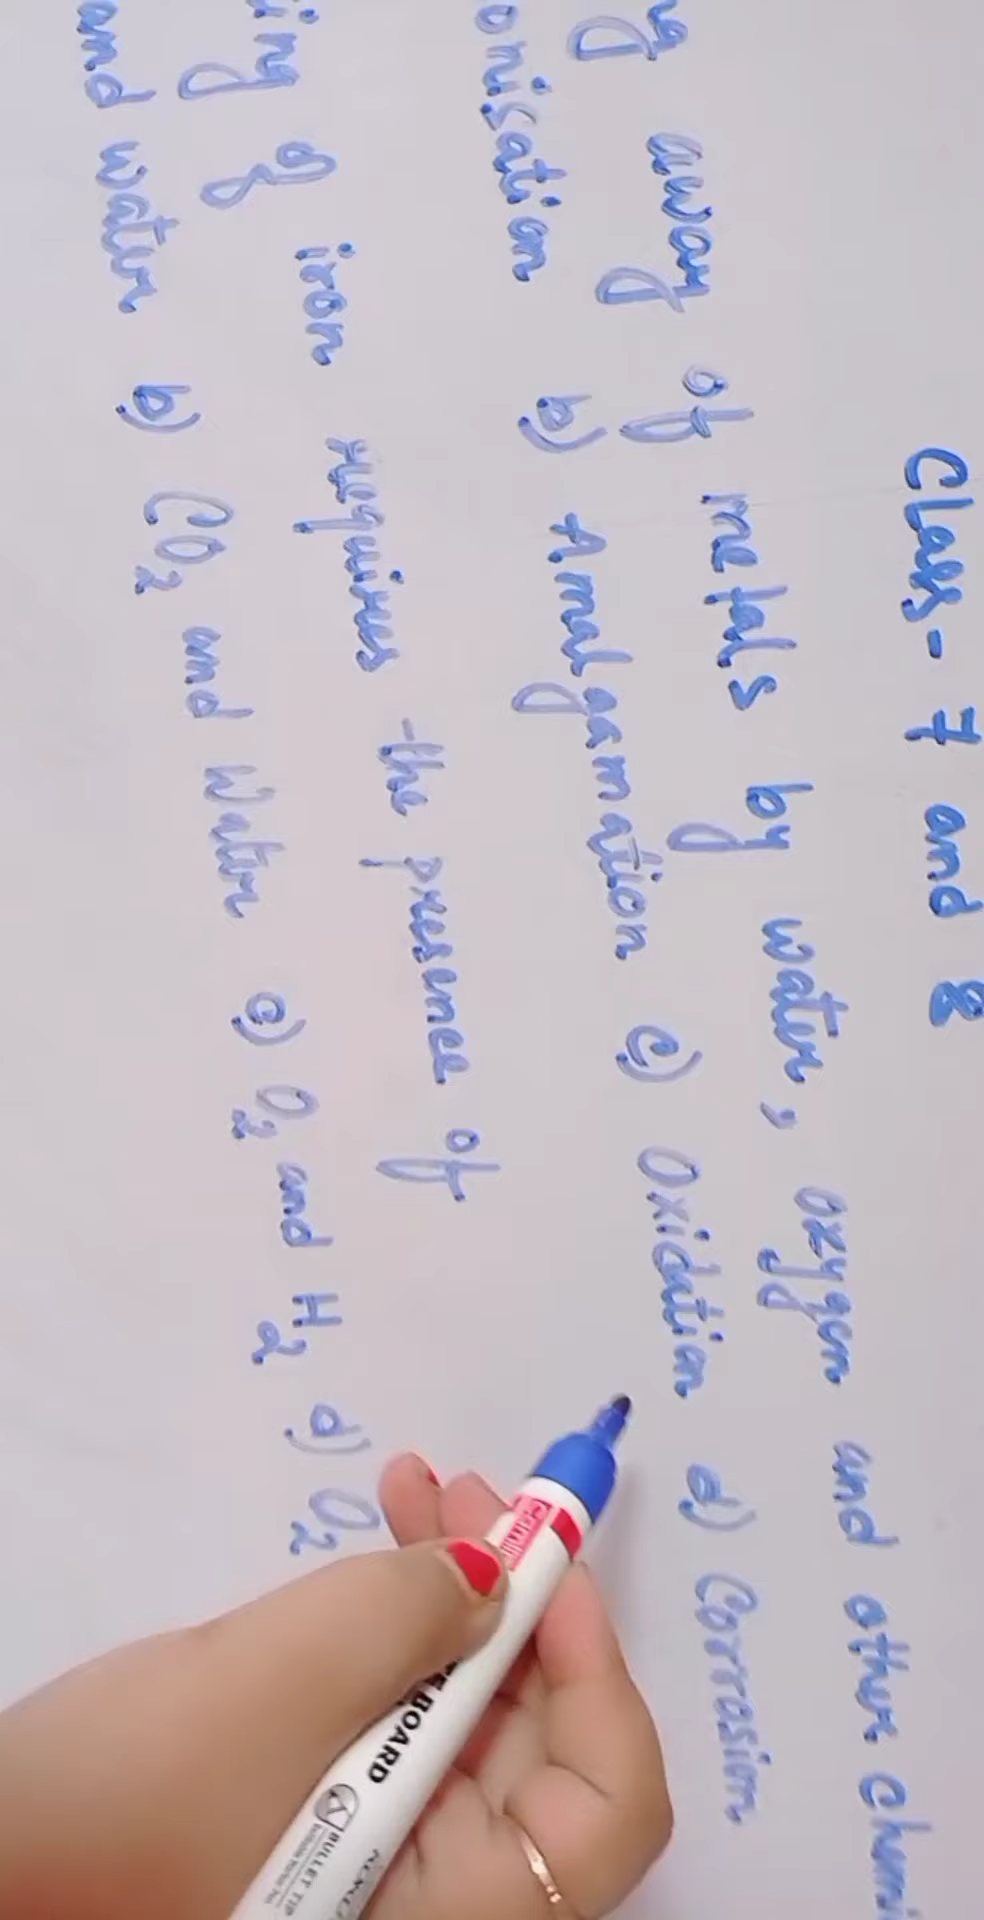 Class - 7 and 8
ng away of metals by water, oxygen and other chemi
onisation b) Amalgamation c) Oxidation d) Corrosion
ing of iron requires the presence of
and water b) CO₂ and Water c) O₂ and H₂ d) O₂
BOARD
BULLET TIP